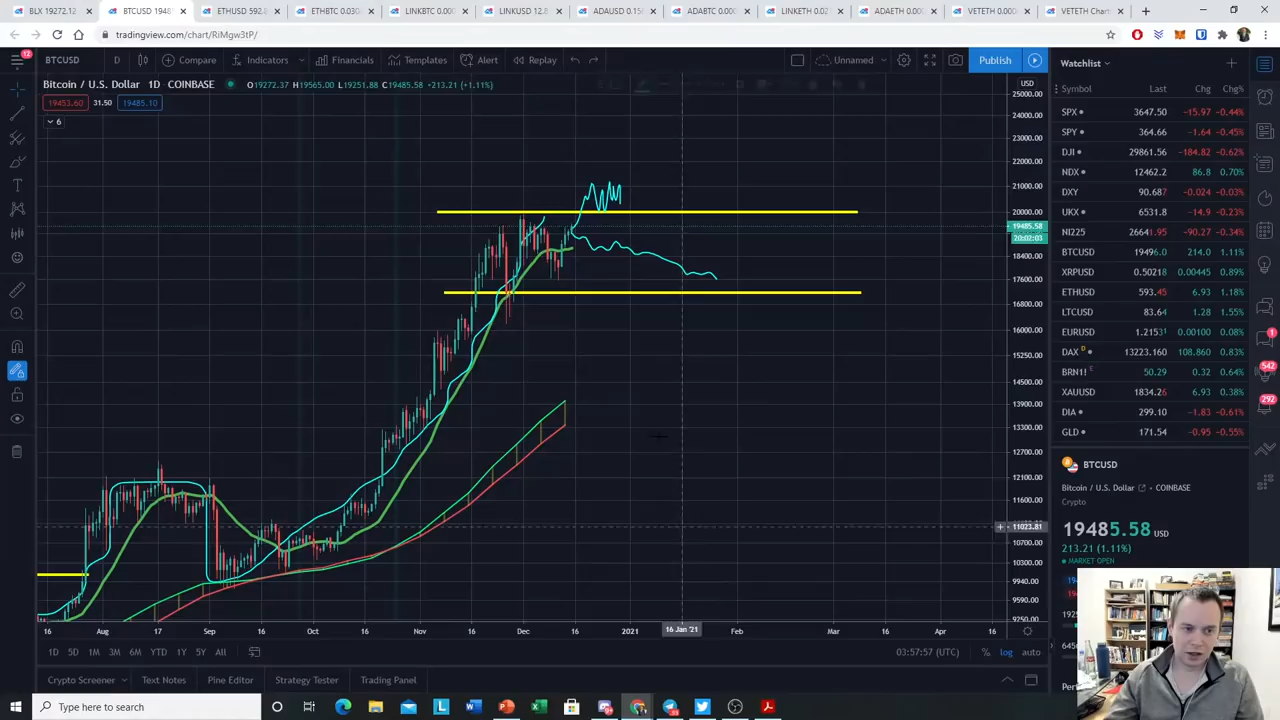 BLX 19272.12
BTCUSD 1948
ETHUSD 592.8
ETHBTC 0.030
LINKBTC 0.00
LINKUSD 12.8
ADAUSD 0.15
ADABTC 0.000
LINKETH 0.02
ADAETH 0.000
VETETH 0.000
VETETH Chart
tradingview.com/chart/RiMgw3tP/
12
BTCUSD D Compare Indicators Financials Templates Alert Replay Unnamed Publish
Bitcoin / U.S. Dollar 1D COINBASE O19272.37 H19565.00 L19251.88 C19485.58 +213.21 (+1.11%)
19453.60 31.50 19485.10
6
USD
25000.00
24000.00
23000.00
22000.00
21000.00
20000.00
19485.58
20:02:03
18400.00
17600.00
16800.00
16000.00
15250.00
14500.00
13900.00
13300.00
12700.00
12100.00
11600.00
11023.81
10700.00
10300.00
9940.00
9590.00
9250.00
16 Aug 17 Sep 16 Oct 16 Nov 16 Dec 16 2021 16 Jan '21 Feb Mar 16 Apr 16
1D 5D 1M 3M 6M YTD 1Y 5Y All
03:57:57 (UTC) % log auto
Crypto Screener Text Notes Pine Editor Strategy Tester Trading Panel
Watchlist
Symbol Last Chg Chg%
SPX 3647.50 −15.97 −0.44%
SPY 364.66 −1.64 −0.45%
DJI 29861.56 −184.82 −0.62%
NDX 12462.2 86.8 0.70%
DXY 90.687 −0.024 −0.03%
UKX 6531.8 −14.9 −0.23%
NI225 26641.95 −90.27 −0.34%
BTCUSD 19496.0 214.0 1.11%
XRPUSD 0.50218 0.00445 0.89%
ETHUSD 593.45 6.93 1.18%
LTCUSD 83.64 1.28 1.55%
EURUSD 1.21531 0.00100 0.08%
DAX D 13223.160 108.860 0.83%
BRN1! E 50.29 0.32 0.64%
XAUUSD 1834.26 6.93 0.38%
DIA 299.10 −1.83 −0.61%
GLD 171.54 −0.95 −0.55%
BTCUSD
Bitcoin / U.S. Dollar COINBASE
Crypto
19485.58 USD
213.21 (1.11%)
MARKET OPEN
1
542
292
Type here to search